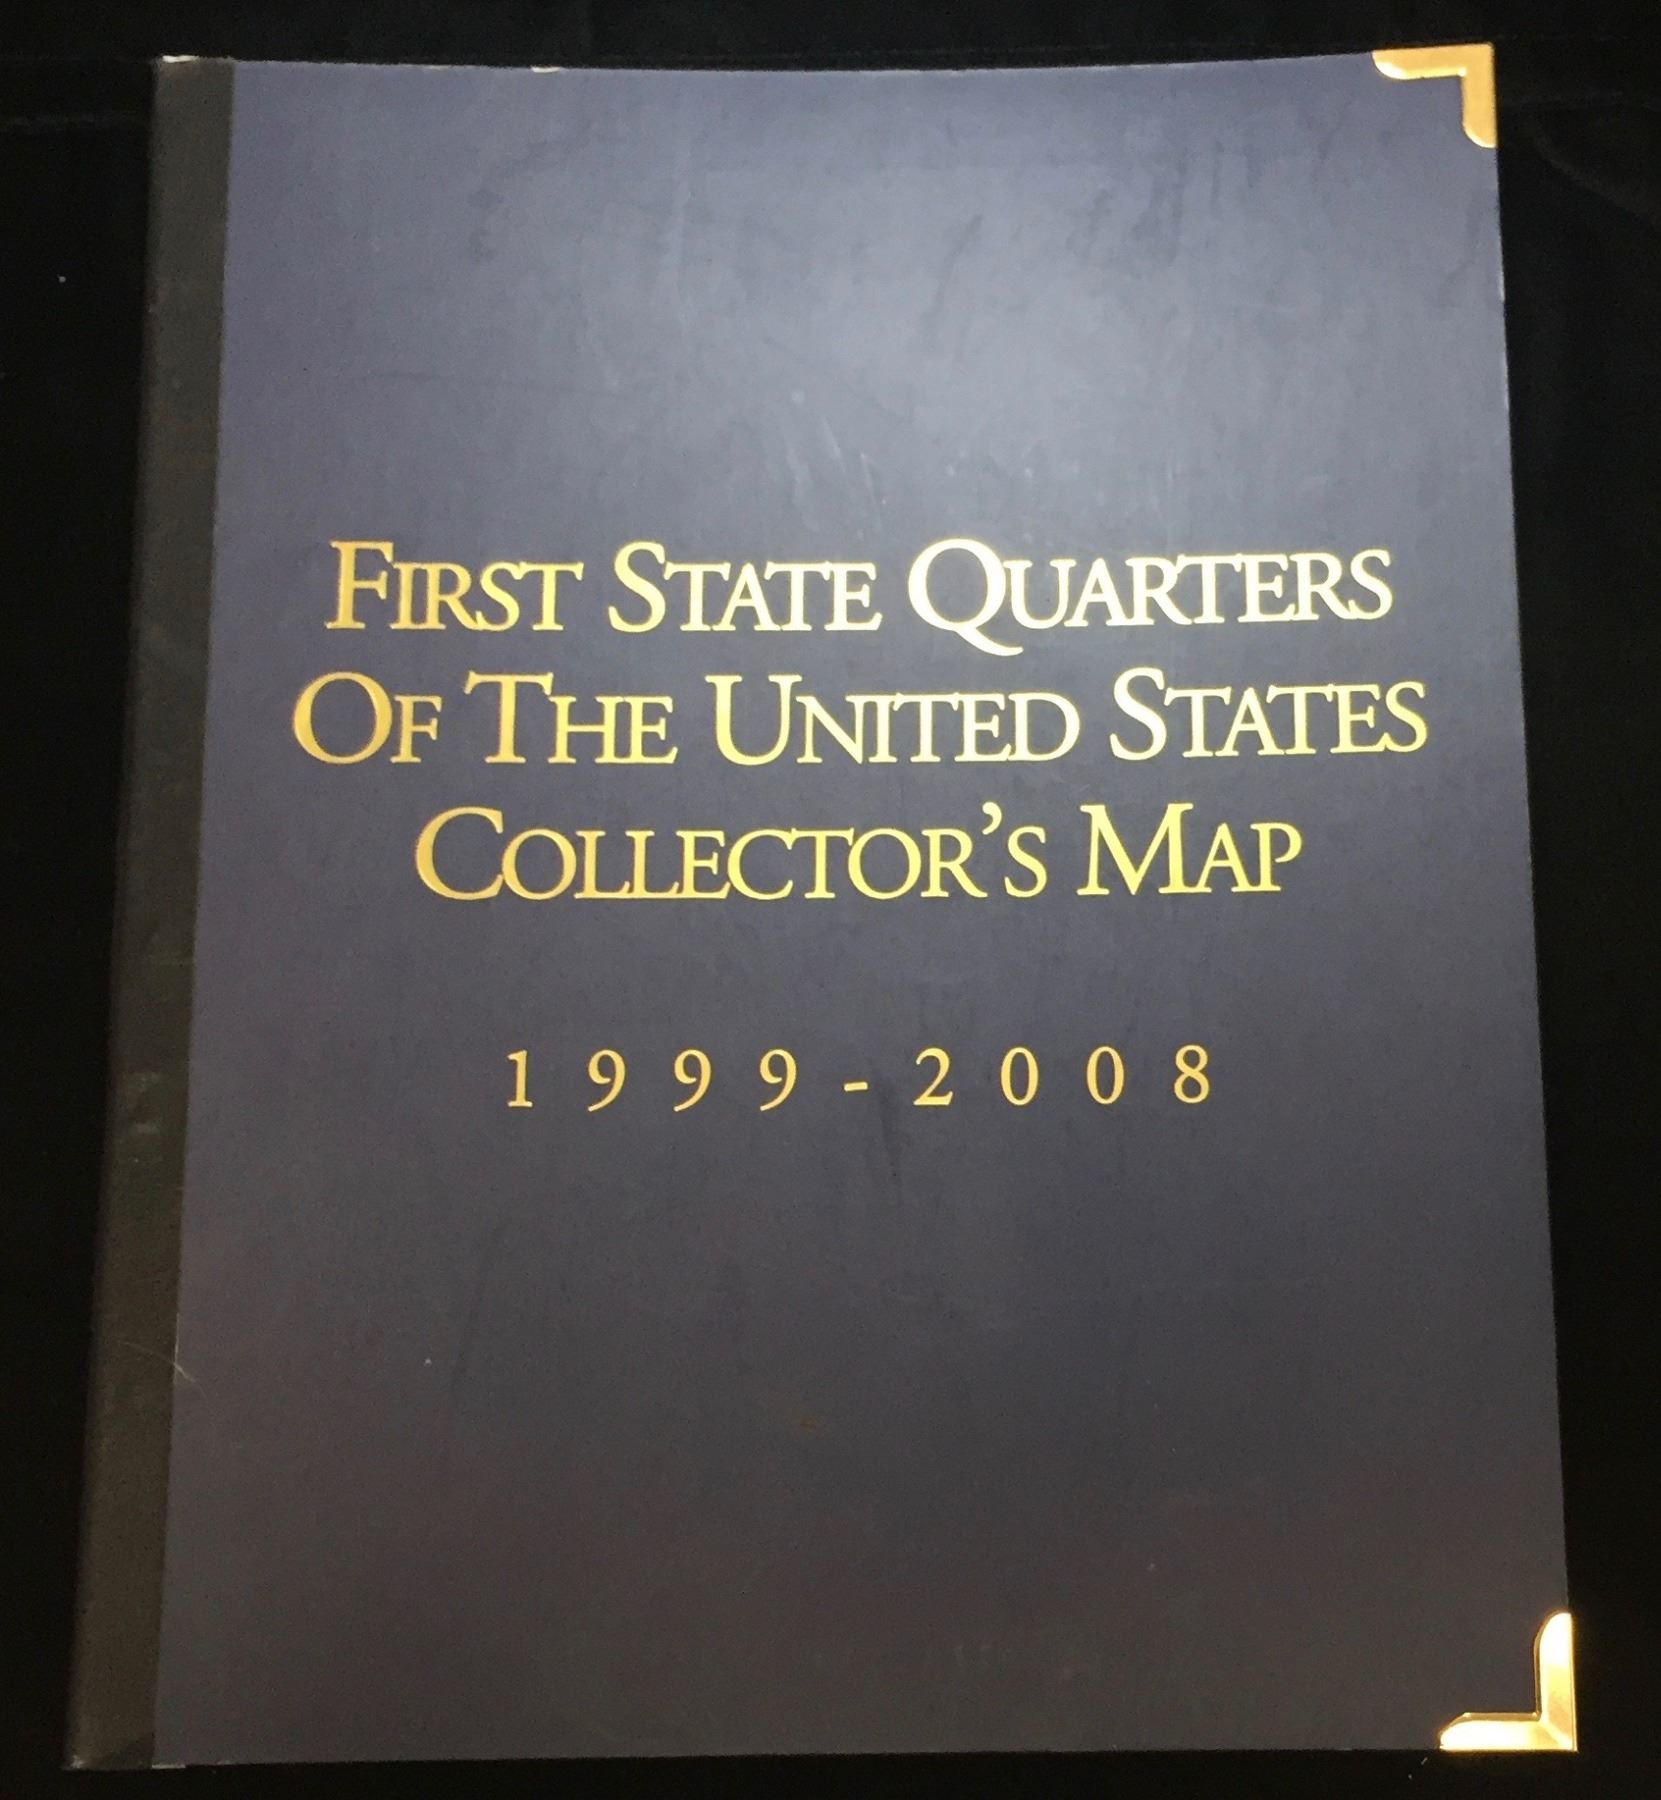 First State Quarters
Of The United States
Collector's Map
1999-2008